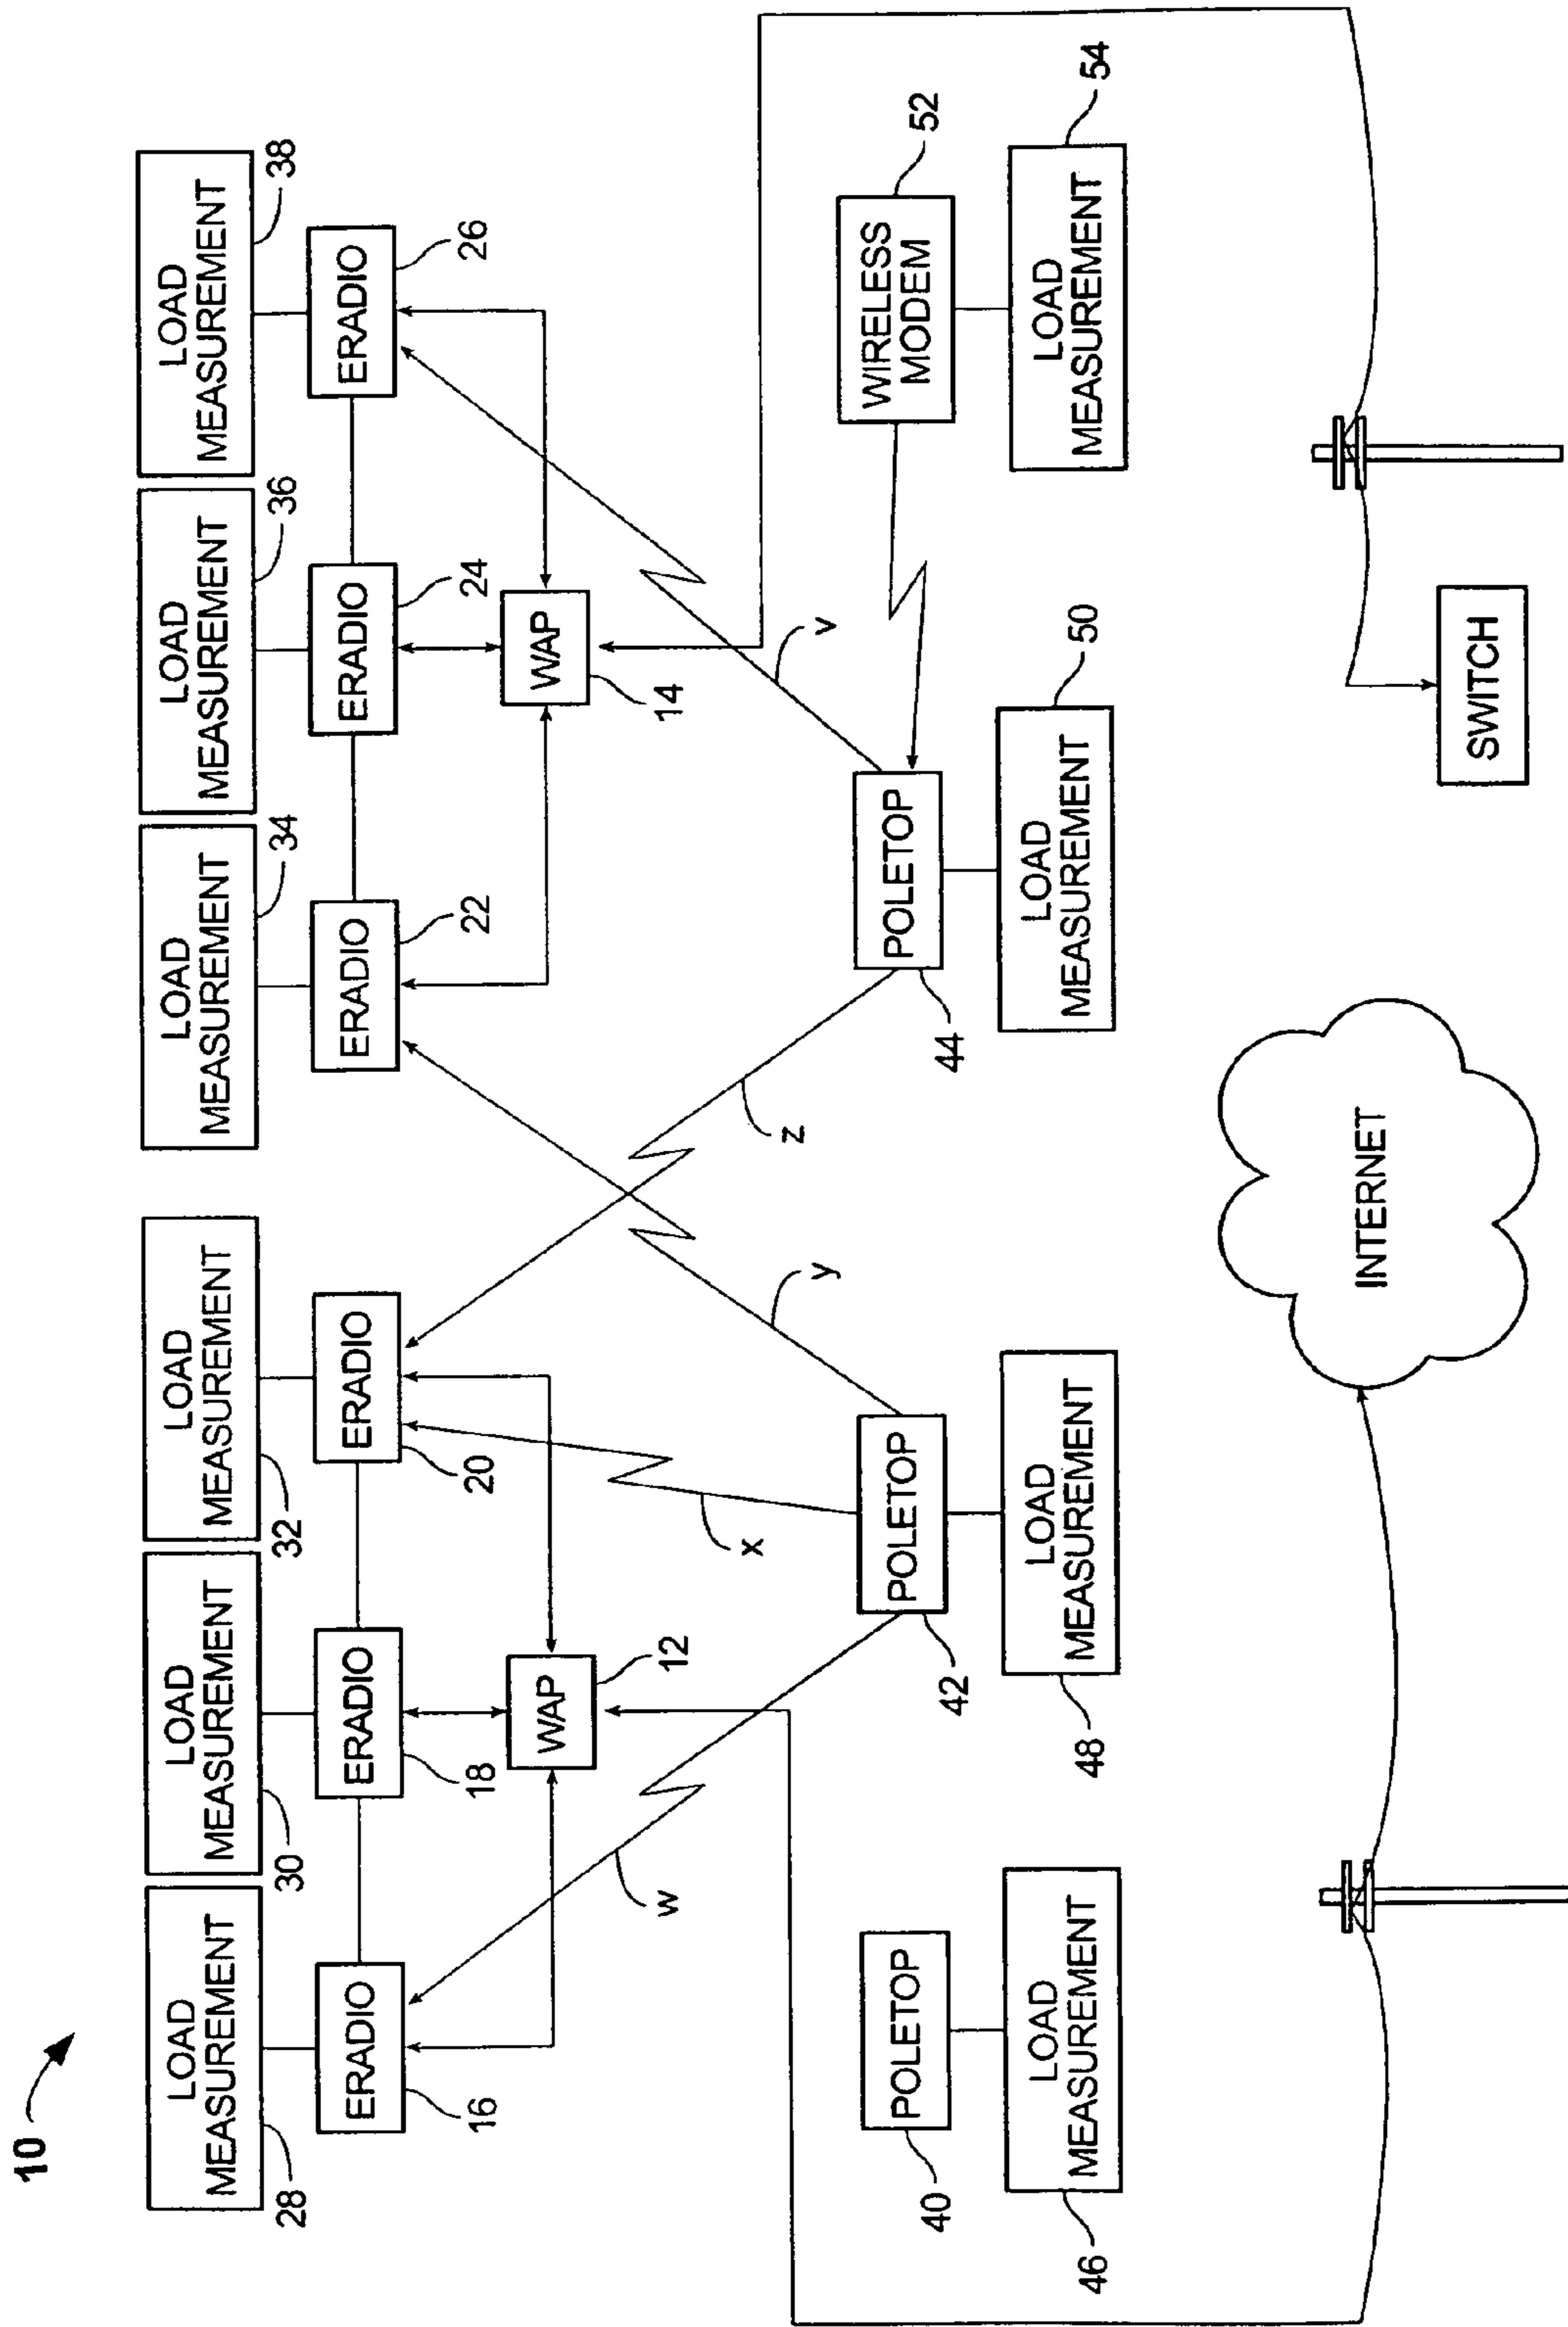 10
LOAD
MEASUREMENT
28
LOAD
MEASUREMENT
30
LOAD
MEASUREMENT
32
LOAD
MEASUREMENT
34
LOAD
MEASUREMENT
36
LOAD
MEASUREMENT
38
ERADIO
16
ERADIO
18
ERADIO
20
ERADIO
22
ERADIO
24
ERADIO
26
WAP
12
WAP
14
w
x
y
z
v
POLETOP
40
POLETOP
42
POLETOP
44
WIRELESS
MODEM
52
LOAD
MEASUREMENT
46
LOAD
MEASUREMENT
48
LOAD
MEASUREMENT
50
LOAD
MEASUREMENT
54
INTERNET
SWITCH